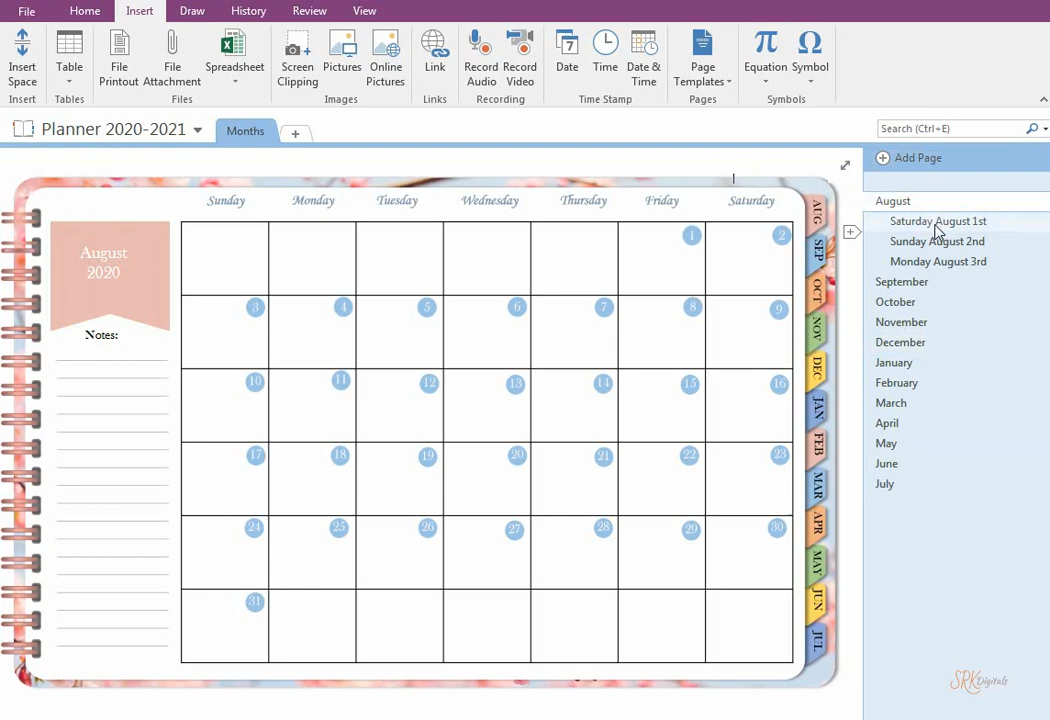 File Home Insert Draw History Review View
Insert Space
Table
File Printout
File Attachment
Spreadsheet
Screen Clipping
Pictures
Online Pictures
Link
Record Audio
Record Video
Date
Time
Date & Time
Page Templates
Equation
Symbol
Insert Tables Files Images Links Recording Time Stamp Pages Symbols
Planner 2020-2021
Months
Search (Ctrl+E)
Add Page
August
Saturday August 1st
Sunday August 2nd
Monday August 3rd
September
October
November
December
January
February
March
April
May
June
July
Sunday Monday Tuesday Wednesday Thursday Friday Saturday
August
2020
Notes:
1 2
3 4 5 6 7 8 9
10 11 12 13 14 15 16
17 18 19 20 21 22 23
24 25 26 27 28 29 30
31
AUG
SEP
OCT
NOV
DEC
JAN
FEB
MAR
APR
MAY
JUN
JUL
SRK Digitals